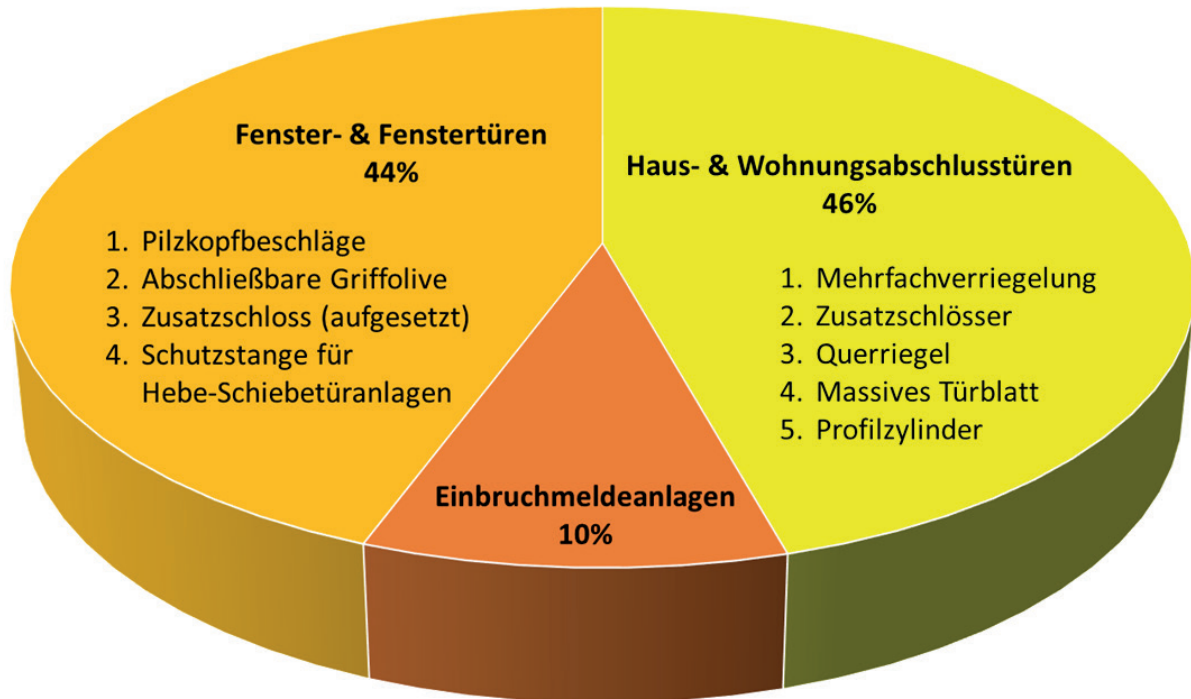 Fenster- & Fenstertüren
44%
1. Pilzkopfbeschläge
2. Abschließbare Griffolive
3. Zusatzschloss (aufgesetzt)
4. Schutzstange für
Hebe-Schiebetüranlagen
Haus- & Wohnungsabschlusstüren
46%
1. Mehrfachverriegelung
2. Zusatzschlösser
3. Querriegel
4. Massives Türblatt
5. Profilzylinder
Einbruchmeldeanlagen
10%